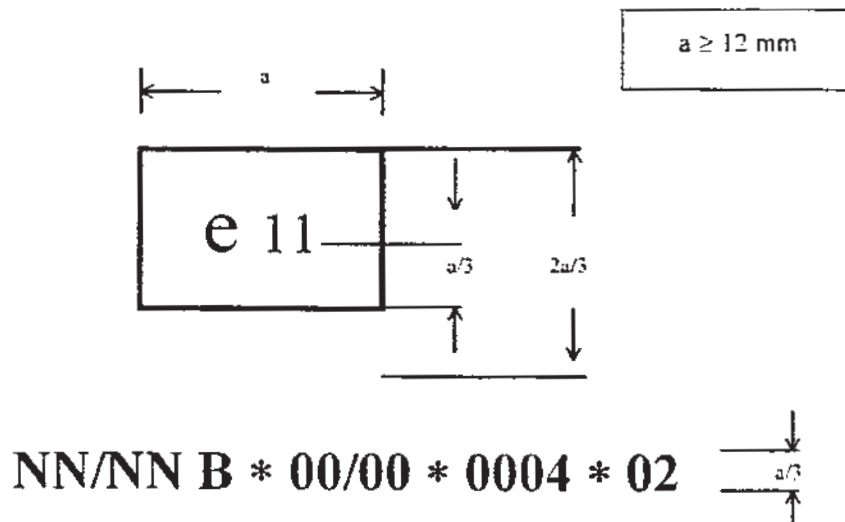 a ≥ 12 mm
a
e 11
a/3
2a/3
NN/NN B * 00/00 * 0004 * 02
a/3